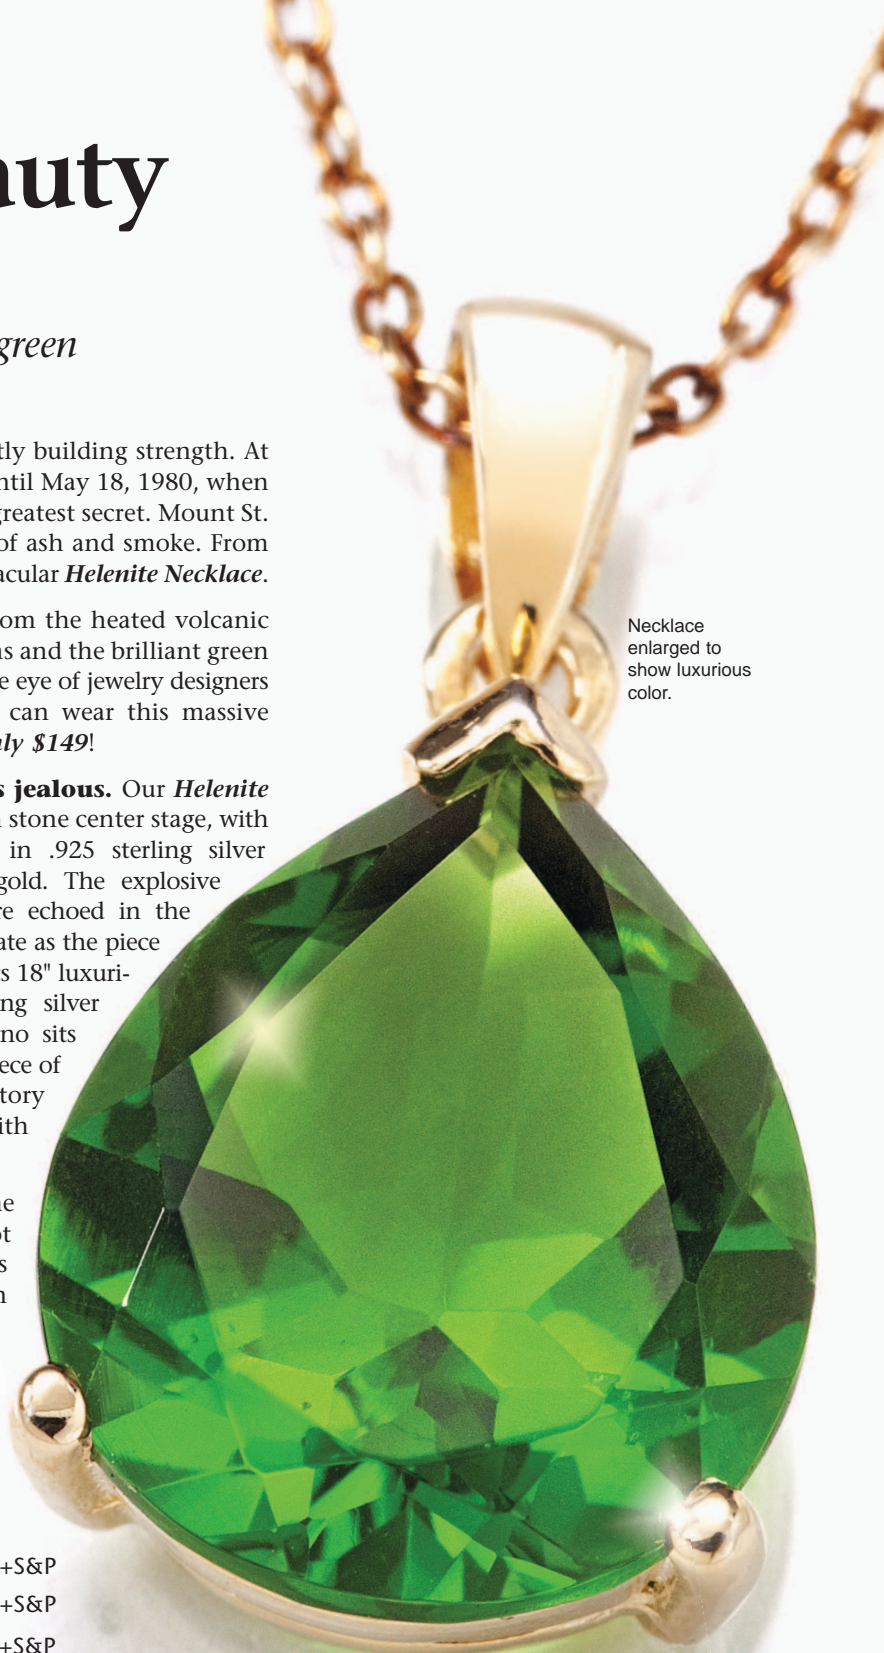 auty
green
tly building strength. At
ntil May 18, 1980, when
greatest secret. Mount St.
of ash and smoke. From
acular Helenite Necklace.
om the heated volcanic
s and the brilliant green
e eye of jewelry designers
can wear this massive
ly $149!
s jealous. Our Helenite
stone center stage, with
in .925 sterling silver
gold. The explosive
re echoed in the
ate as the piece
s 18" luxuri-
ng silver
no sits
ece of
tory
ith
e
t
s
n
Necklace
enlarged to
show luxurious
color.
+S&P
+S&P
+S&P